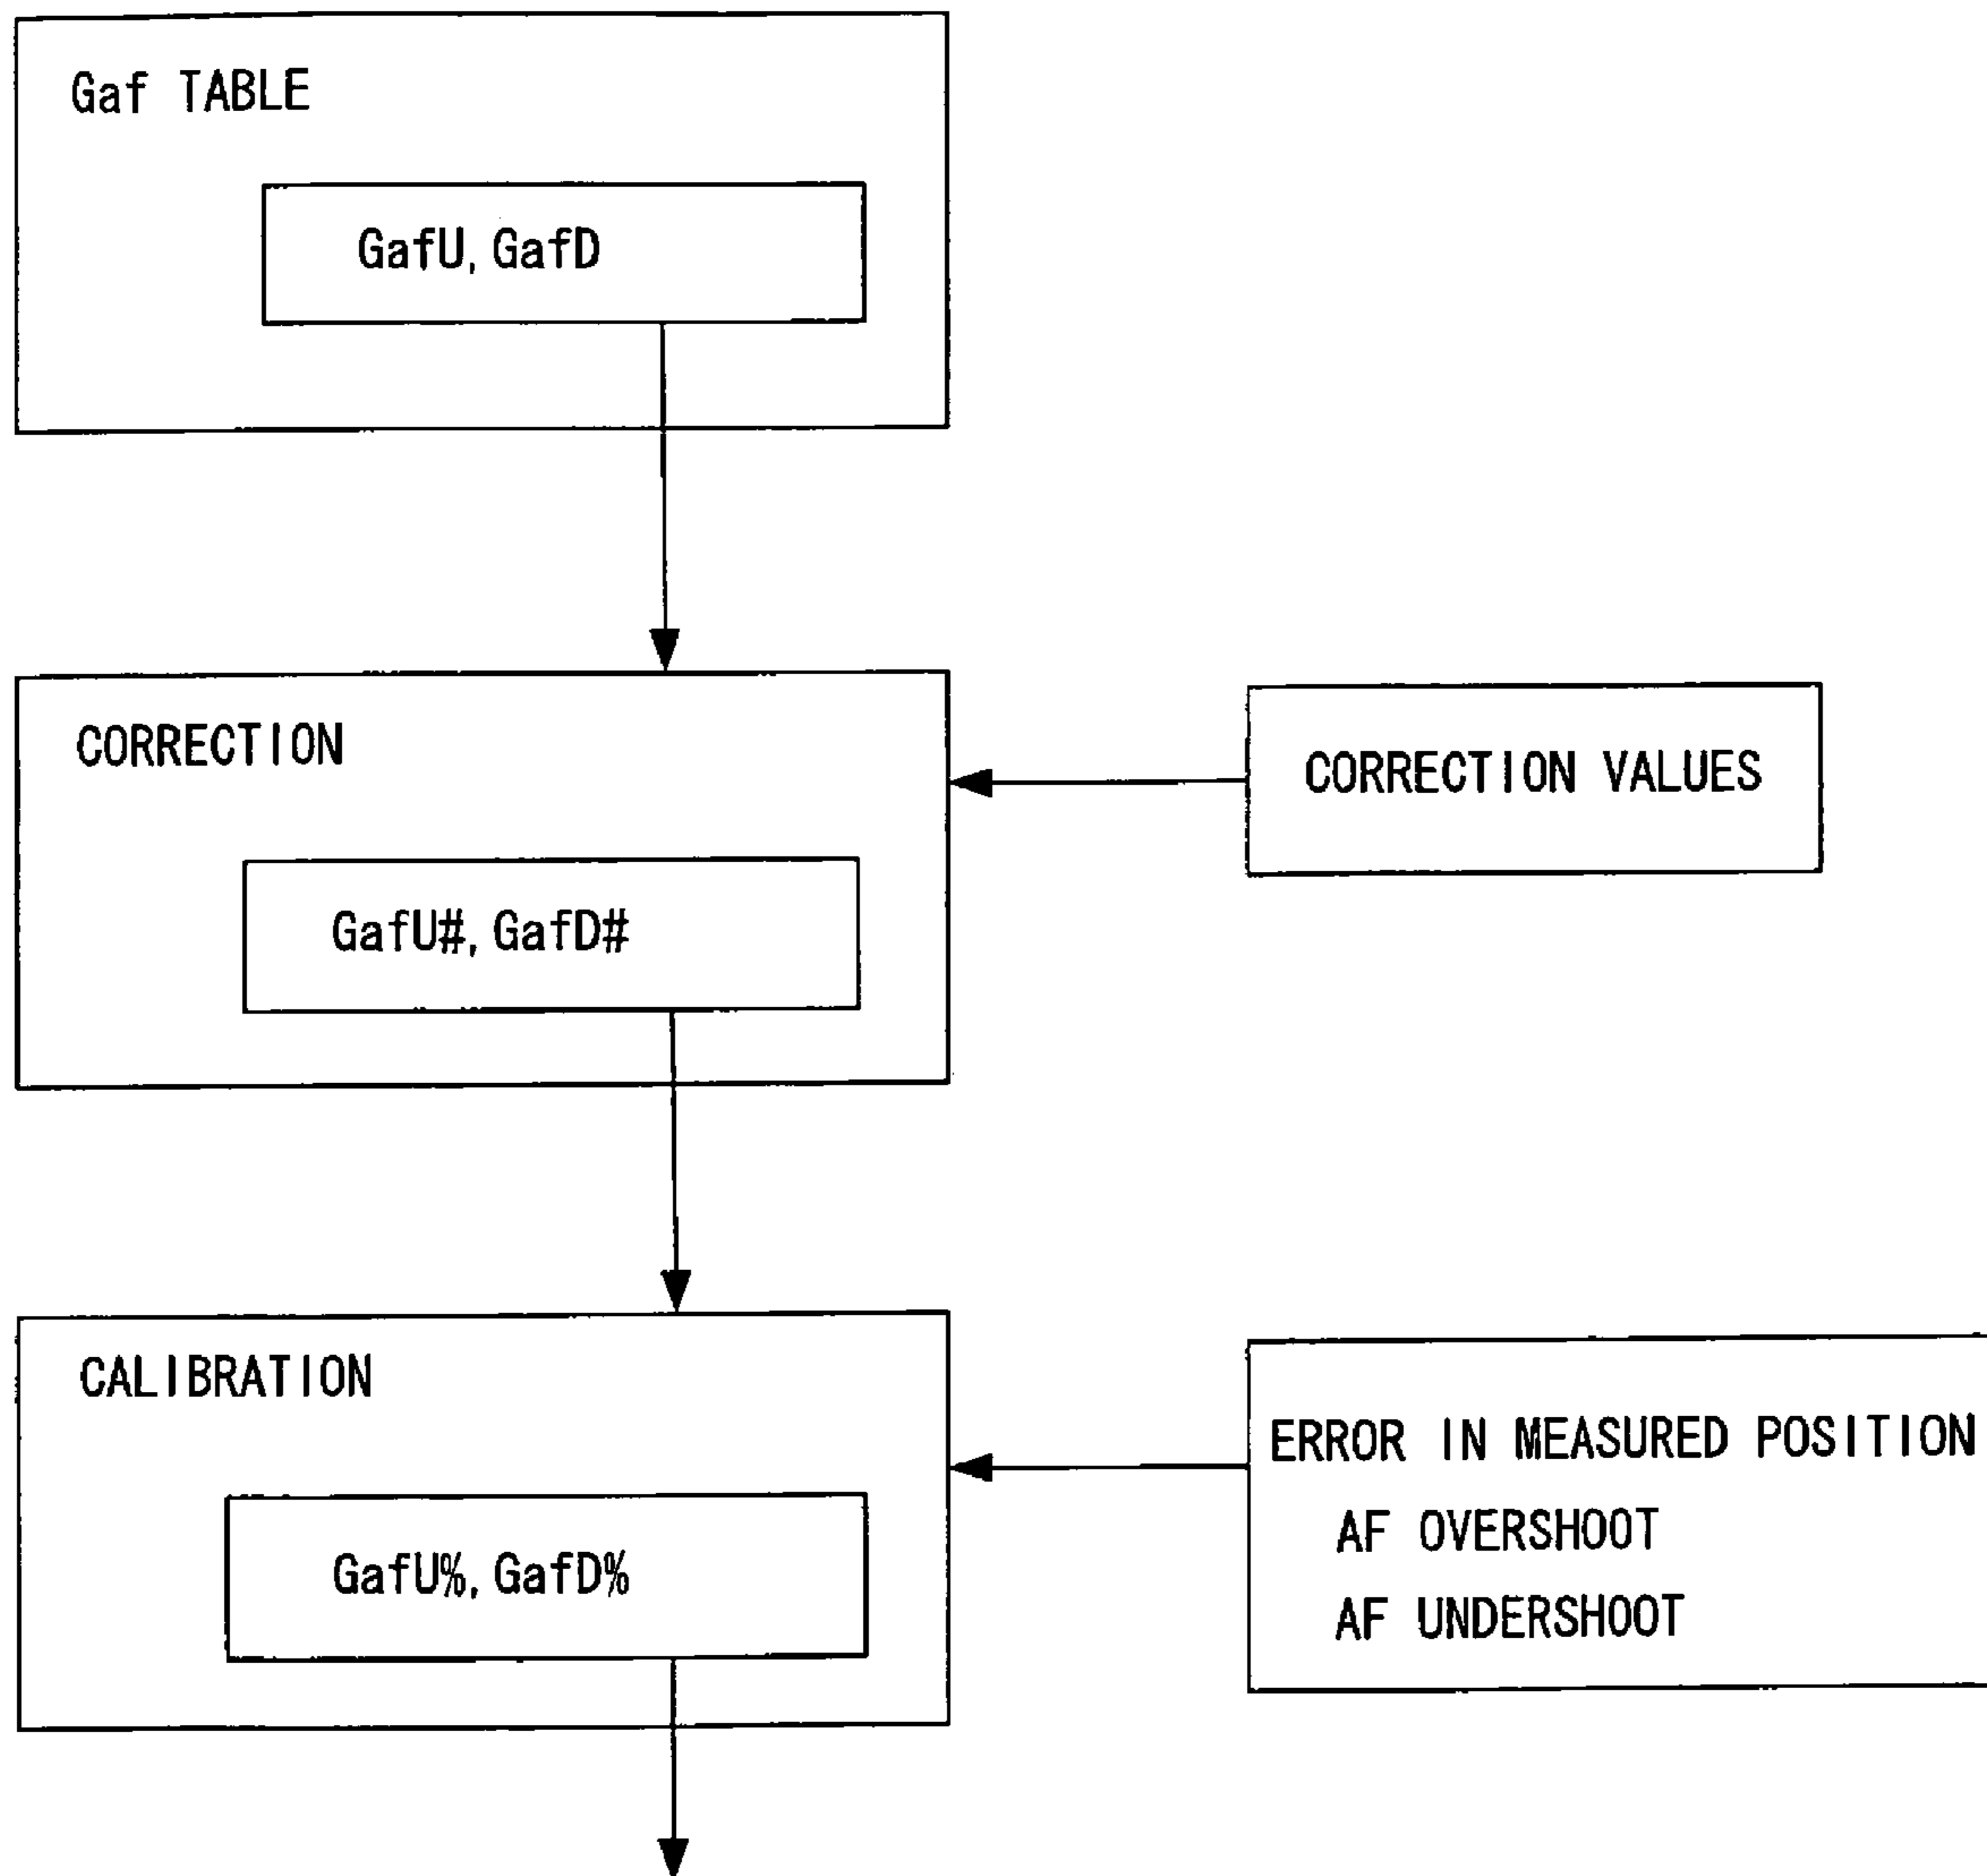 Gaf TABLE
GafU, GafD
CORRECTION
CORRECTION VALUES
GafU#, GafD#
CALIBRATION
GafU%, GafD%
ERROR IN MEASURED POSITION
AF OVERSHOOT
AF UNDERSHOOT